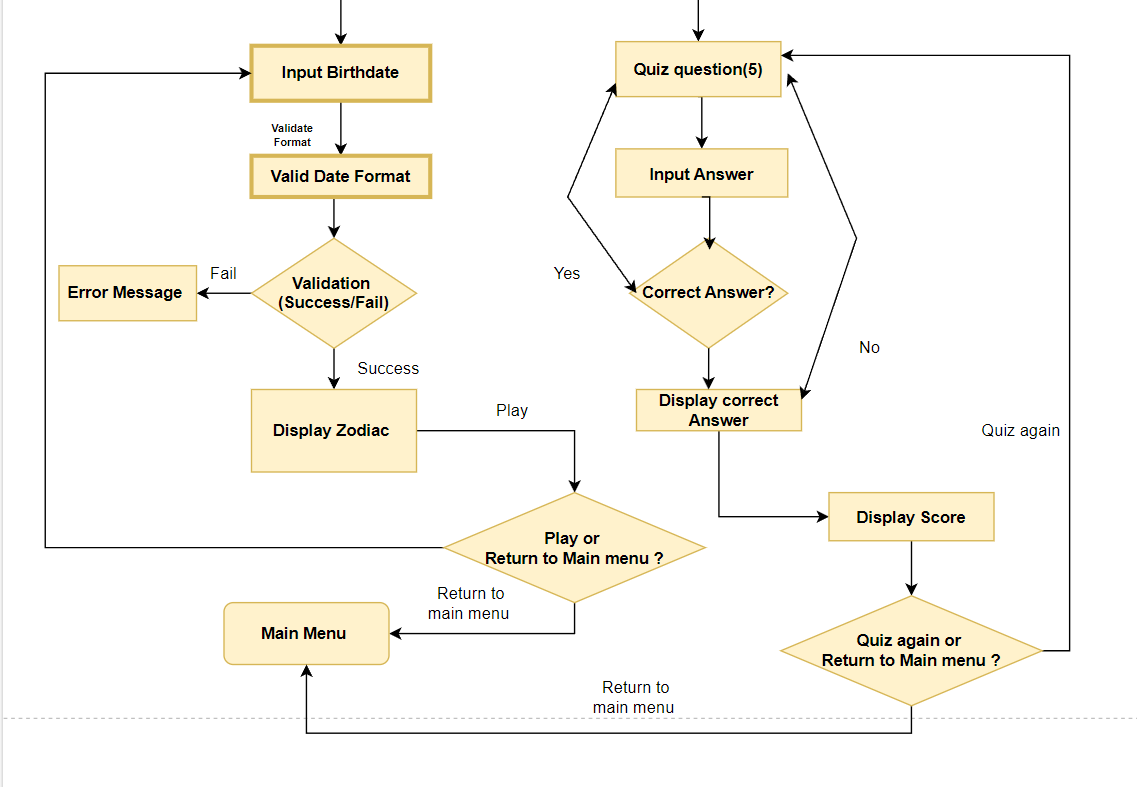 Input Birthdate
Validate
Format
Valid Date Format
Validation
(Success/Fail)
Fail
Error Message
Success
Display Zodiac
Play
Play or
Return to Main menu ?
Return to
main menu
Main Menu
Quiz question(5)
Input Answer
Yes
Correct Answer?
No
Display correct
Answer
Quiz again
Display Score
Quiz again or
Return to Main menu ?
Return to
main menu